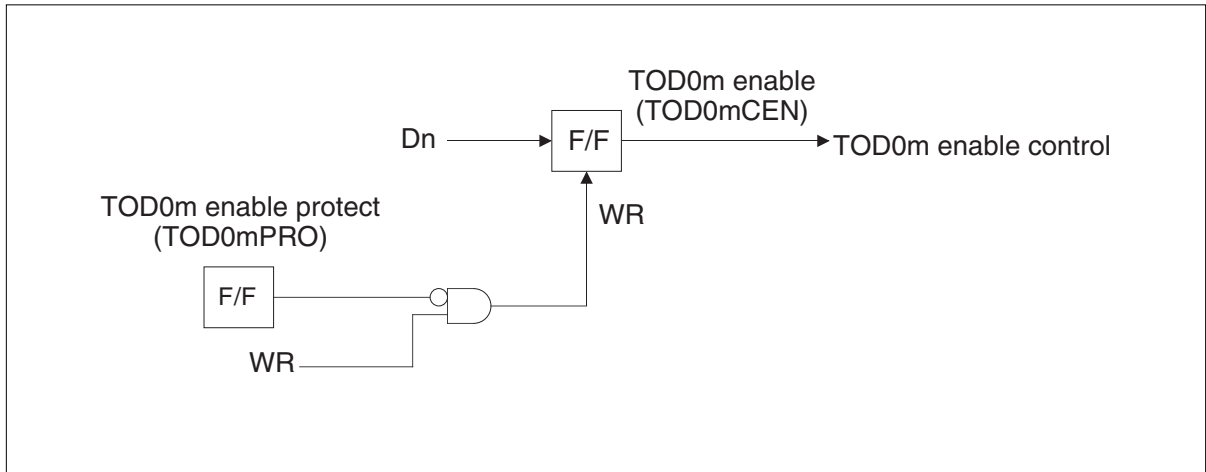 TOD0m enable
(TOD0mCEN)
Dn
F/F
TOD0m enable control
WR
TOD0m enable protect
(TOD0mPRO)
F/F
WR